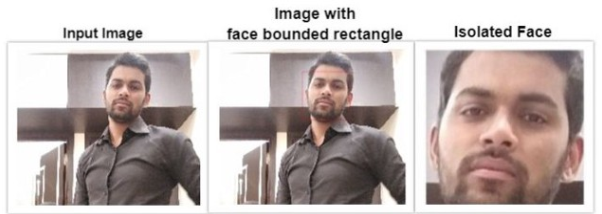 Input Image
Image with
face bounded rectangle
Isolated Face